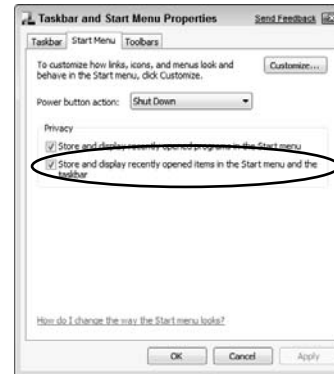 Taskbar and Start Menu Properties Send Feedback
Taskbar Start Menu Toolbars
To customize how links, icons, and menus look and
behave in the Start menu, click Customize.
Customize...
Power button action: Shut Down
Privacy
Store and display recently opened programs in the Start menu
Store and display recently opened items in the Start menu and the
taskbar
How do I change the way the Start menu looks?
OK Cancel Apply